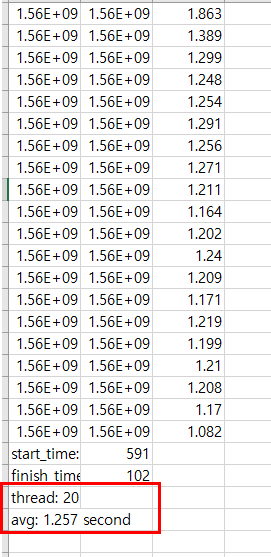 1.56E+09 1.56E+09 1.863
1.56E+09 1.56E+09 1.389
1.56E+09 1.56E+09 1.299
1.56E+09 1.56E+09 1.248
1.56E+09 1.56E+09 1.254
1.56E+09 1.56E+09 1.291
1.56E+09 1.56E+09 1.256
1.56E+09 1.56E+09 1.271
1.56E+09 1.56E+09 1.211
1.56E+09 1.56E+09 1.164
1.56E+09 1.56E+09 1.202
1.56E+09 1.56E+09 1.24
1.56E+09 1.56E+09 1.209
1.56E+09 1.56E+09 1.171
1.56E+09 1.56E+09 1.219
1.56E+09 1.56E+09 1.199
1.56E+09 1.56E+09 1.21
1.56E+09 1.56E+09 1.208
1.56E+09 1.56E+09 1.17
1.56E+09 1.56E+09 1.082
start_time: 591
finish_time 102
thread: 20
avg: 1.257 second